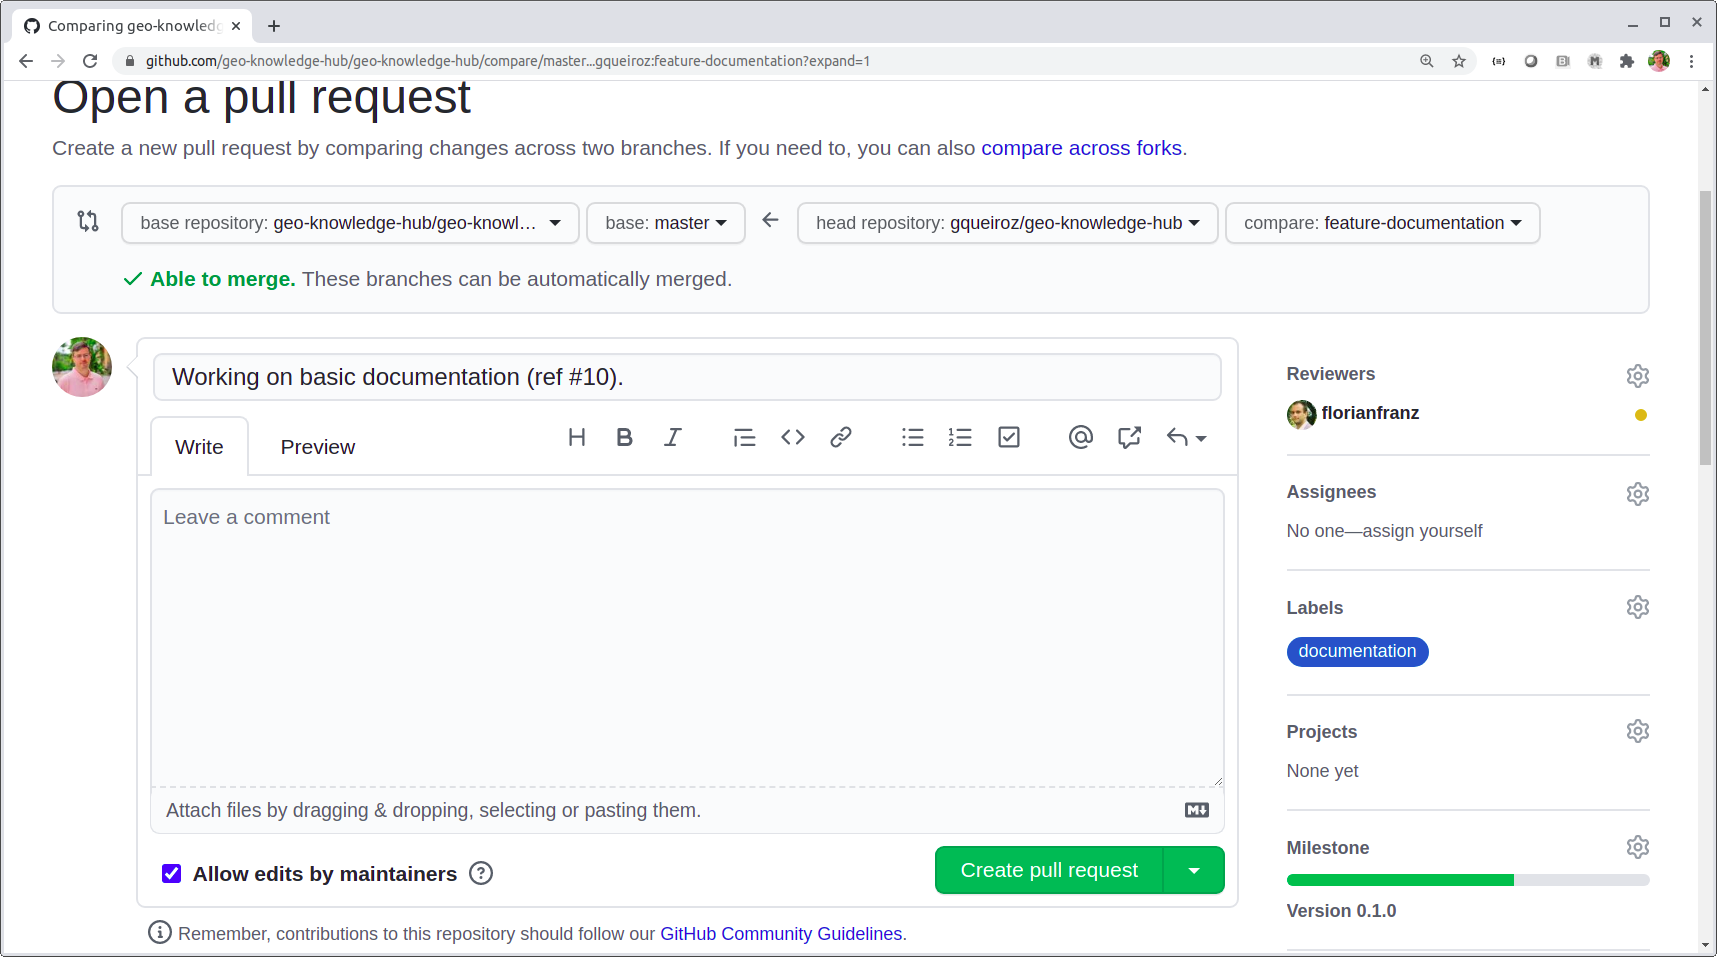 Comparing geo-knowledg
github.com/geo-knowledge-hub/geo-knowledge-hub/compare/master...gqueiroz:feature-documentation?expand=1
Open a pull request
Create a new pull request by comparing changes across two branches. If you need to, you can also compare across forks.
base repository: geo-knowledge-hub/geo-knowl... base: master head repository: gqueiroz/geo-knowledge-hub compare: feature-documentation
Able to merge. These branches can be automatically merged.
Working on basic documentation (ref #10).
Write Preview
Leave a comment
Attach files by dragging & dropping, selecting or pasting them.
Allow edits by maintainers
Create pull request
Remember, contributions to this repository should follow our GitHub Community Guidelines.
Reviewers
florianfranz
Assignees
No one—assign yourself
Labels
documentation
Projects
None yet
Milestone
Version 0.1.0